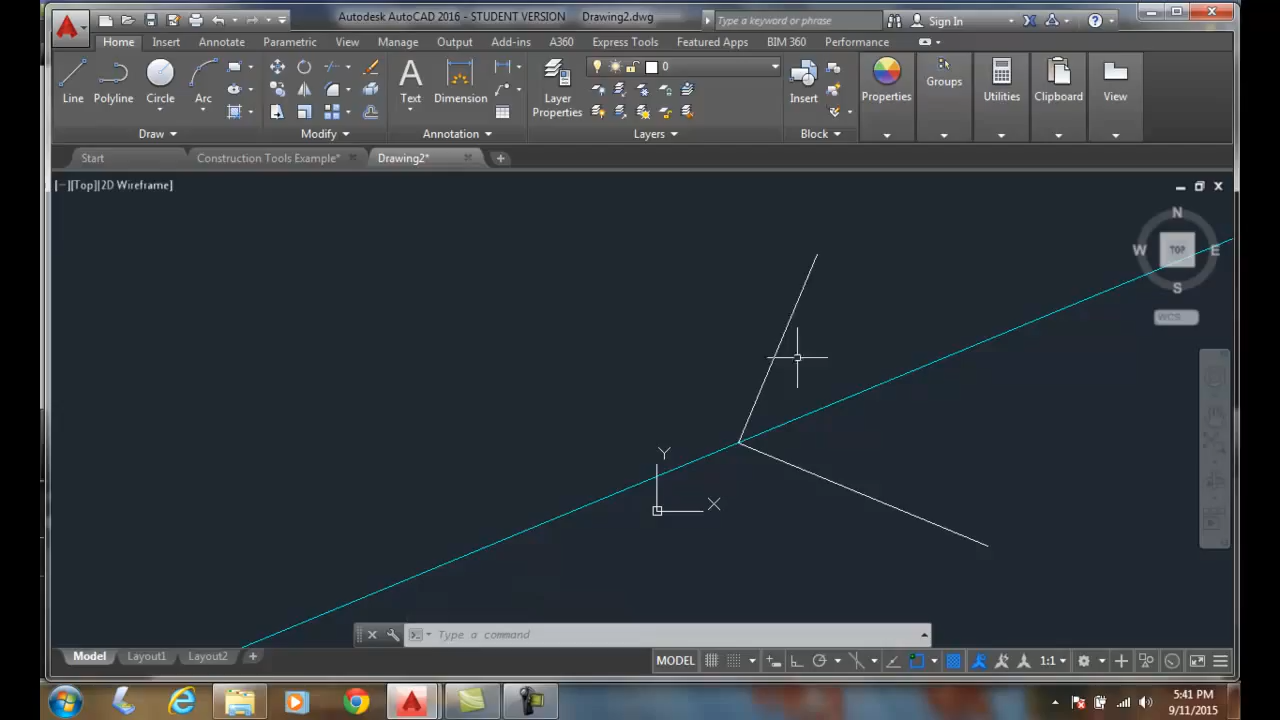 Autodesk AutoCAD 2016 - STUDENT VERSION Drawing2.dwg
Type a keyword or phrase
Sign In
Home Insert Annotate Parametric View Manage Output Add-ins A360 Express Tools Featured Apps BIM 360 Performance
Line Polyline Circle Arc
Text Dimension
Layer
Properties
0
Insert
Properties
Groups
Utilities
Clipboard
View
Draw Modify Annotation Layers Block
Start Construction Tools Example* Drawing2*
[−][Top][2D Wireframe]
N
W TOP E
S
WCS
Y
X
Type a command
Model Layout1 Layout2 +
MODEL 1:1
5:41 PM
9/11/2015